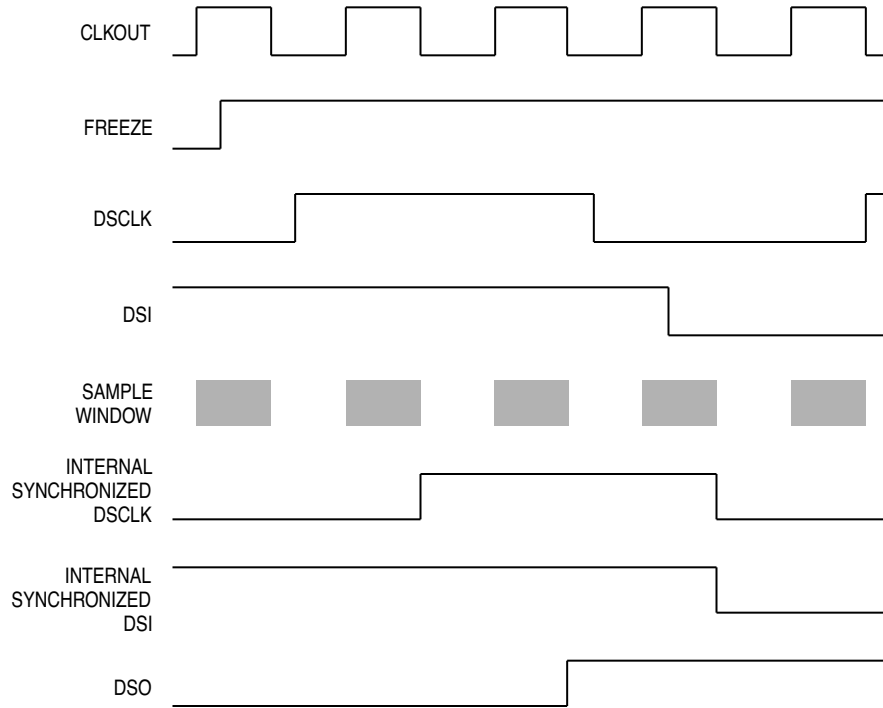 CLKOUT
FREEZE
DSCLK
DSI
SAMPLE
WINDOW
INTERNAL
SYNCHRONIZED
DSCLK
INTERNAL
SYNCHRONIZED
DSI
DSO